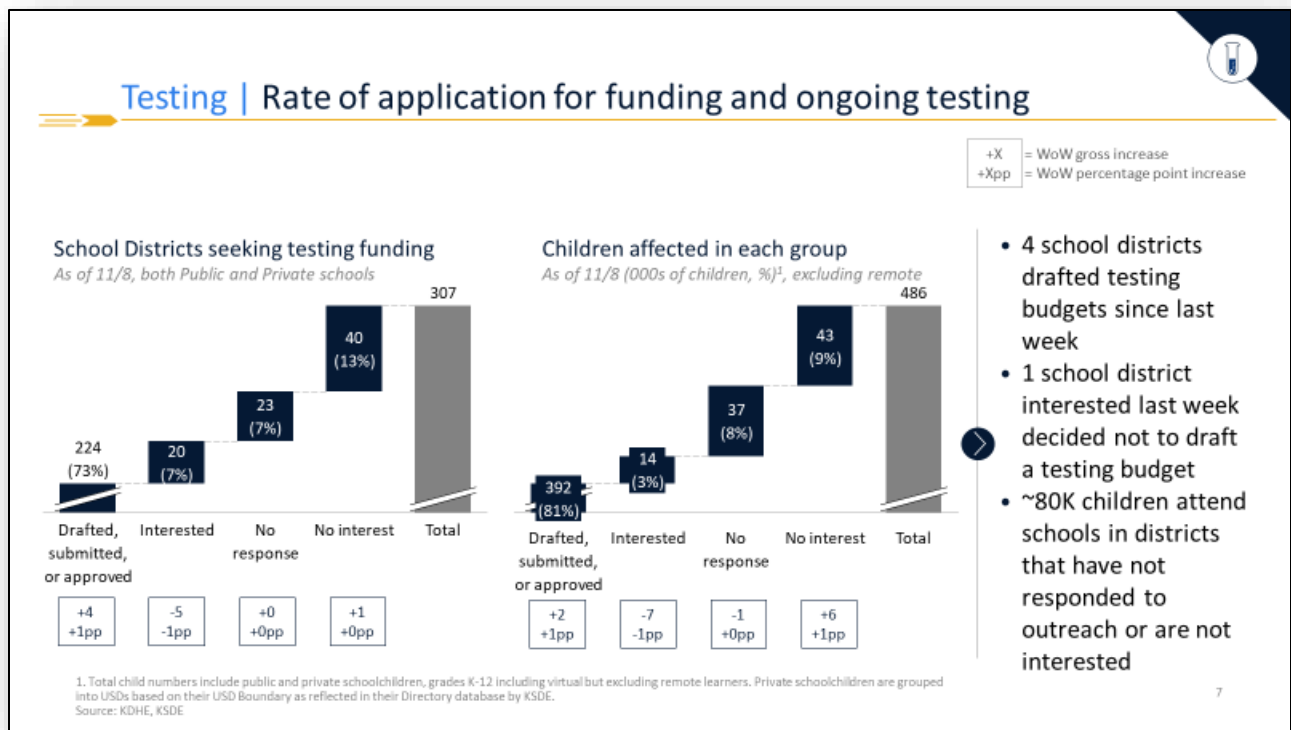 Testing | Rate of application for funding and ongoing testing
+X = WoW gross increase
+Xpp = WoW percentage point increase
School Districts seeking testing funding
As of 11/8, both Public and Private schools
307
40
(13%)
23
(7%)
20
(7%)
224
(73%)
Drafted,
submitted,
or approved
Interested
No
response
No interest
Total
+4
+1pp
-5
-1pp
+0
+0pp
+1
+0pp
Children affected in each group
As of 11/8 (000s of children, %)1, excluding remote
486
43
(9%)
37
(8%)
14
(3%)
392
(81%)
Drafted,
submitted,
or approved
Interested
No
response
No interest
Total
+2
+1pp
-7
-1pp
-1
+0pp
+6
+1pp
• 4 school districts
drafted testing
budgets since last
week
• 1 school district
interested last week
decided not to draft
a testing budget
• ~80K children attend
schools in districts
that have not
responded to
outreach or are not
interested
1. Total child numbers include public and private schoolchildren, grades K-12 including virtual but excluding remote learners. Private schoolchildren are grouped
into USDs based on their USD Boundary as reflected in their Directory database by KSDE.
Source: KDHE, KSDE
7